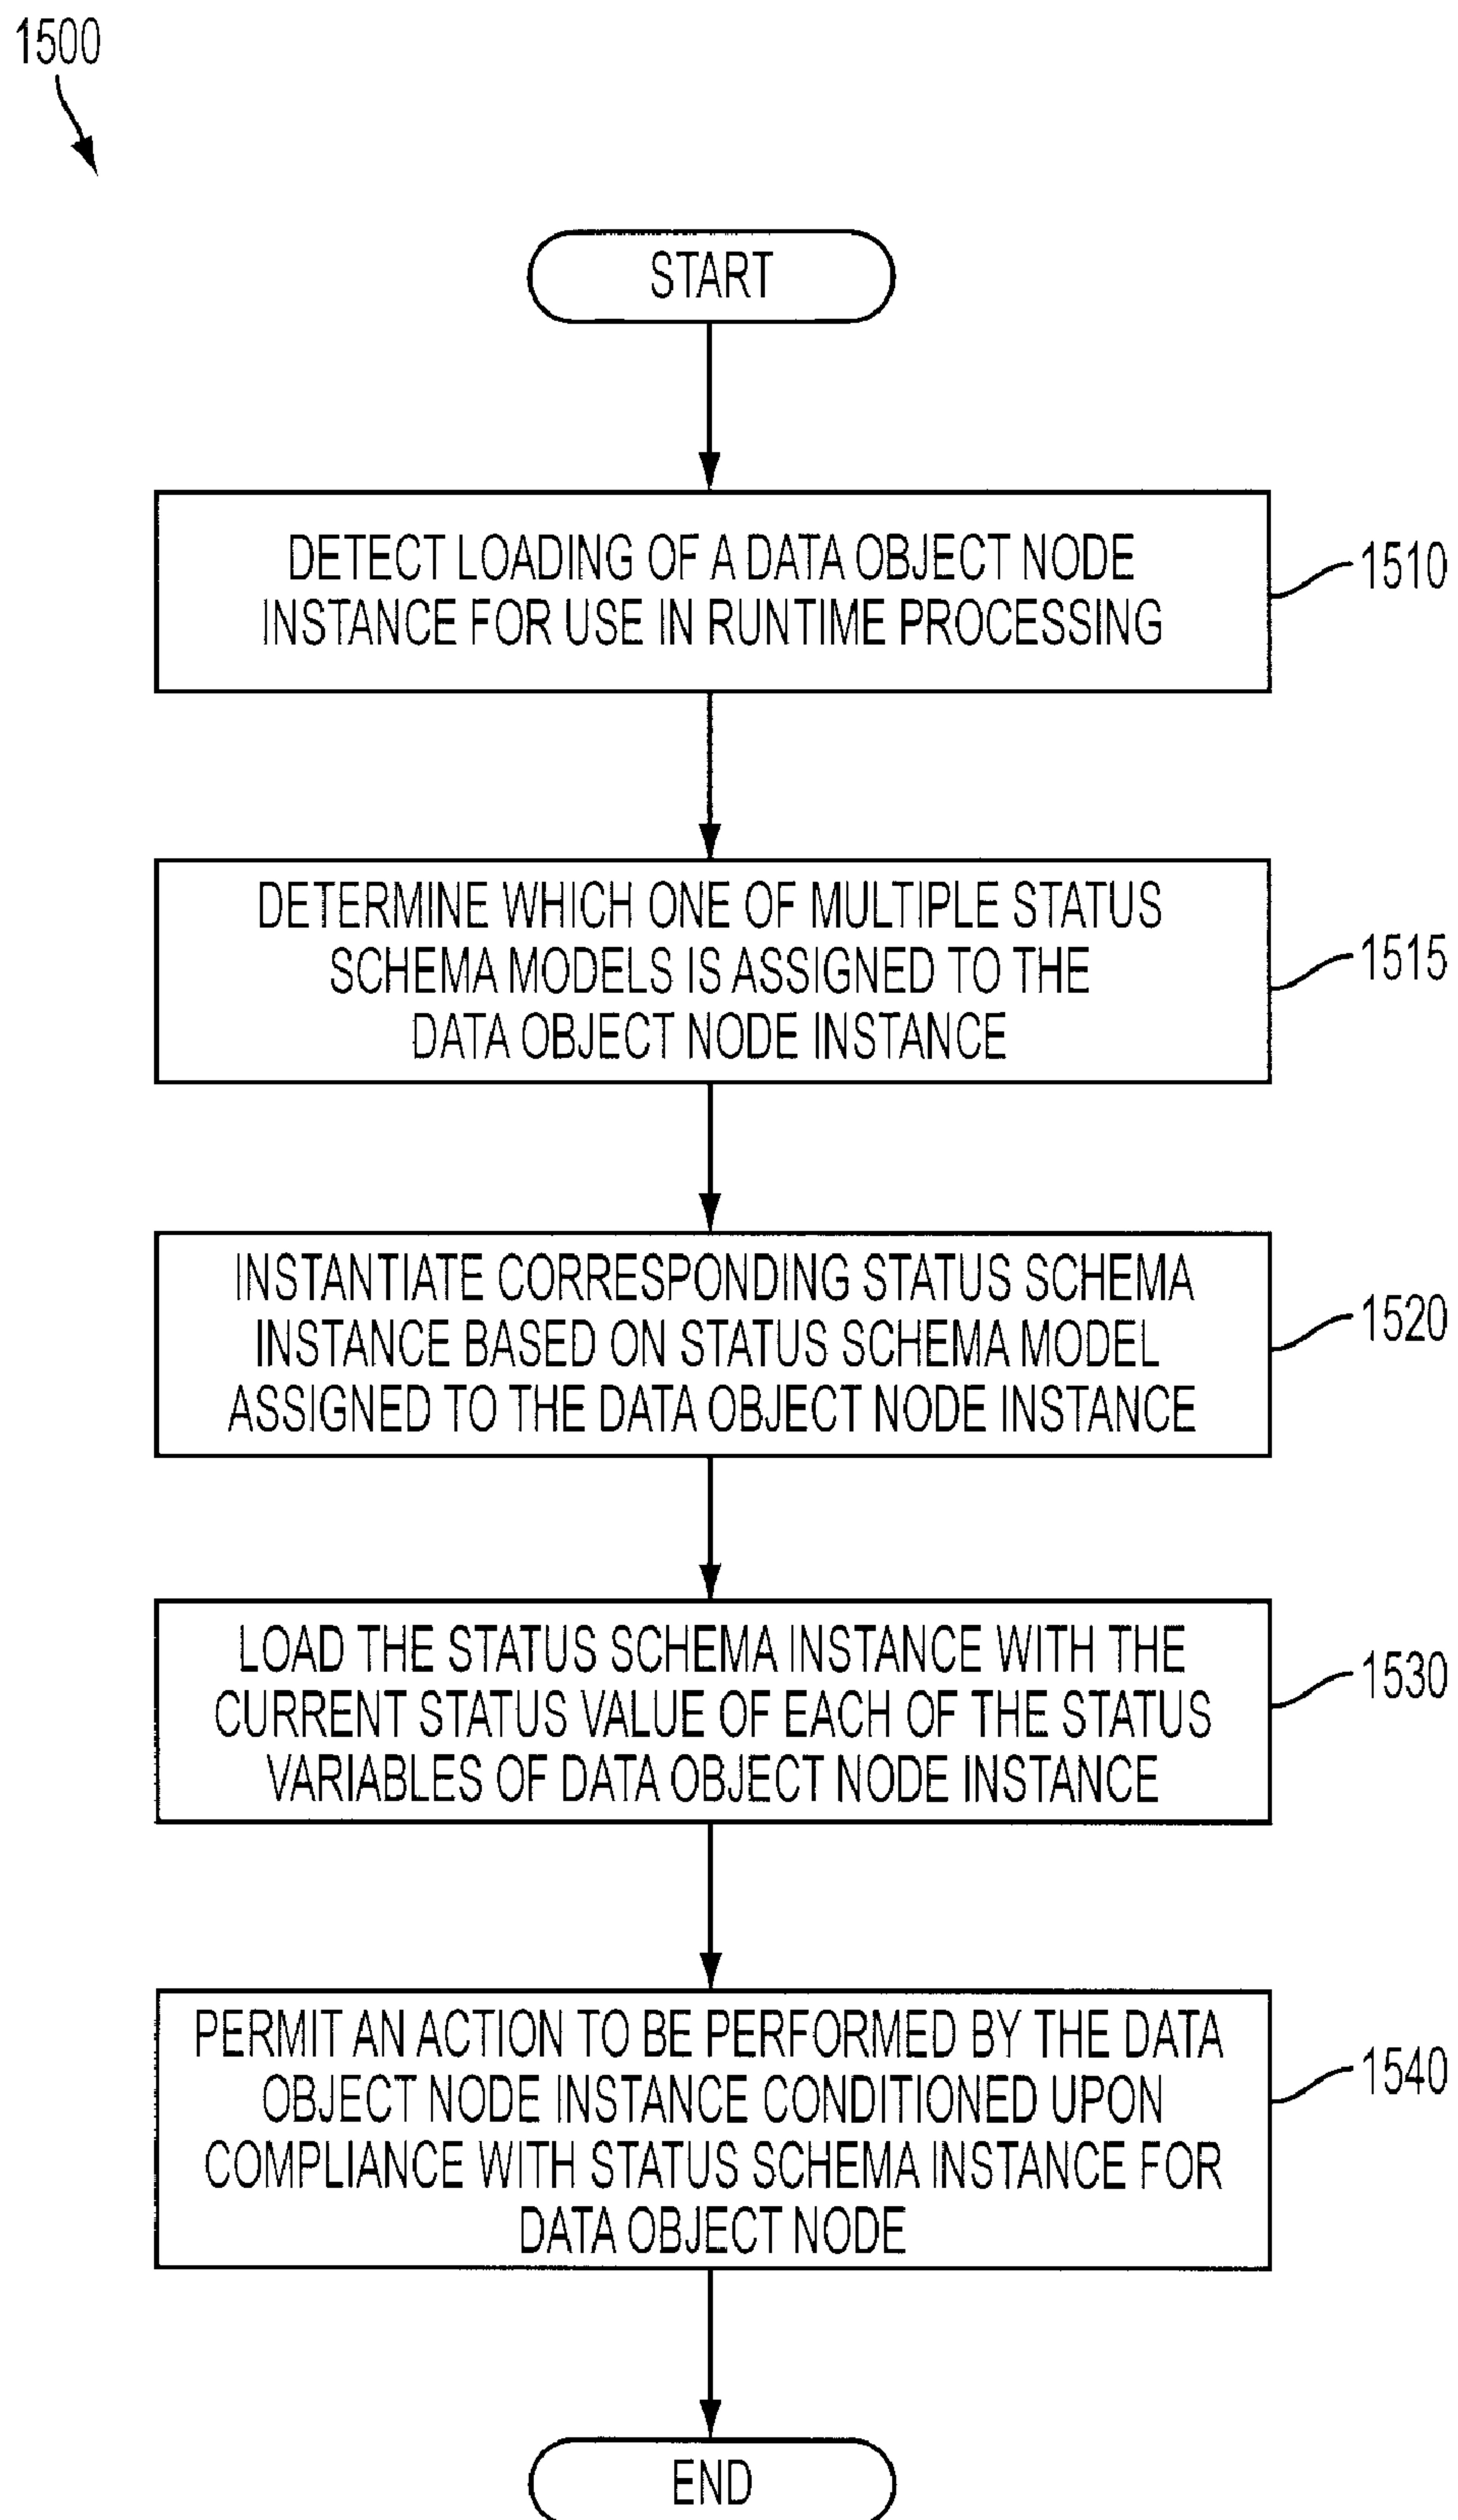 1500
START
DETECT LOADING OF A DATA OBJECT NODE
INSTANCE FOR USE IN RUNTIME PROCESSING
1510
DETERMINE WHICH ONE OF MULTIPLE STATUS
SCHEMA MODELS IS ASSIGNED TO THE
DATA OBJECT NODE INSTANCE
1515
INSTANTIATE CORRESPONDING STATUS SCHEMA
INSTANCE BASED ON STATUS SCHEMA MODEL
ASSIGNED TO THE DATA OBJECT NODE INSTANCE
1520
LOAD THE STATUS SCHEMA INSTANCE WITH THE
CURRENT STATUS VALUE OF EACH OF THE STATUS
VARIABLES OF DATA OBJECT NODE INSTANCE
1530
PERMIT AN ACTION TO BE PERFORMED BY THE DATA
OBJECT NODE INSTANCE CONDITIONED UPON
COMPLIANCE WITH STATUS SCHEMA INSTANCE FOR
DATA OBJECT NODE
1540
END